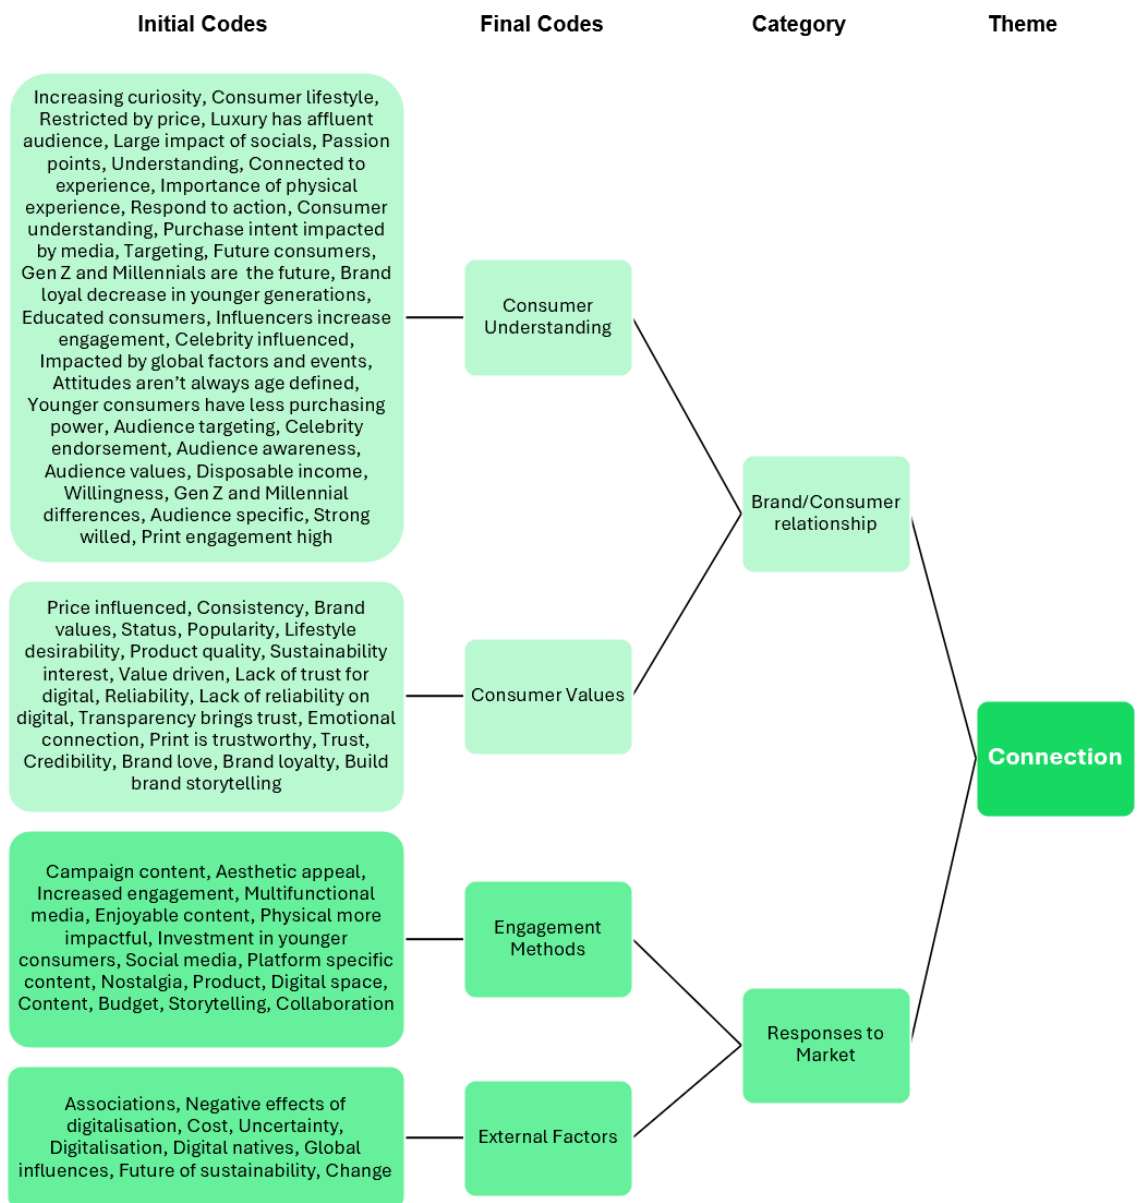 Initial Codes
Final Codes
Category
Theme
Increasing curiosity, Consumer lifestyle,
Restricted by price, Luxury has affluent
audience, Large impact of socials, Passion
points, Understanding, Connected to
experience, Importance of physical
experience, Respond to action, Consumer
understanding, Purchase intent impacted
by media, Targeting, Future consumers,
Gen Z and Millennials are the future, Brand
loyal decrease in younger generations,
Educated consumers, Influencers increase
engagement, Celebrity influenced,
Impacted by global factors and events,
Attitudes aren't always age defined,
Younger consumers have less purchasing
power, Audience targeting, Celebrity
endorsement, Audience awareness,
Audience values, Disposable income,
Willingness, Gen Z and Millennial
differences, Audience specific, Strong
willed, Print engagement high
Consumer
Understanding
Brand/Consumer
relationship
Price influenced, Consistency, Brand
values, Status, Popularity, Lifestyle
desirability, Product quality, Sustainability
interest, Value driven, Lack of trust for
digital, Reliability, Lack of reliability on
digital, Transparency brings trust, Emotional
connection, Print is trustworthy, Trust,
Credibility, Brand love, Brand loyalty, Build
brand storytelling
Consumer Values
Connection
Campaign content, Aesthetic appeal,
Increased engagement, Multifunctional
media, Enjoyable content, Physical more
impactful, Investment in younger
consumers, Social media, Platform specific
content, Nostalgia, Product, Digital space,
Content, Budget, Storytelling, Collaboration
Engagement
Methods
Responses to
Market
Associations, Negative effects of
digitalisation, Cost, Uncertainty,
Digitalisation, Digital natives, Global
influences, Future of sustainability, Change
External Factors